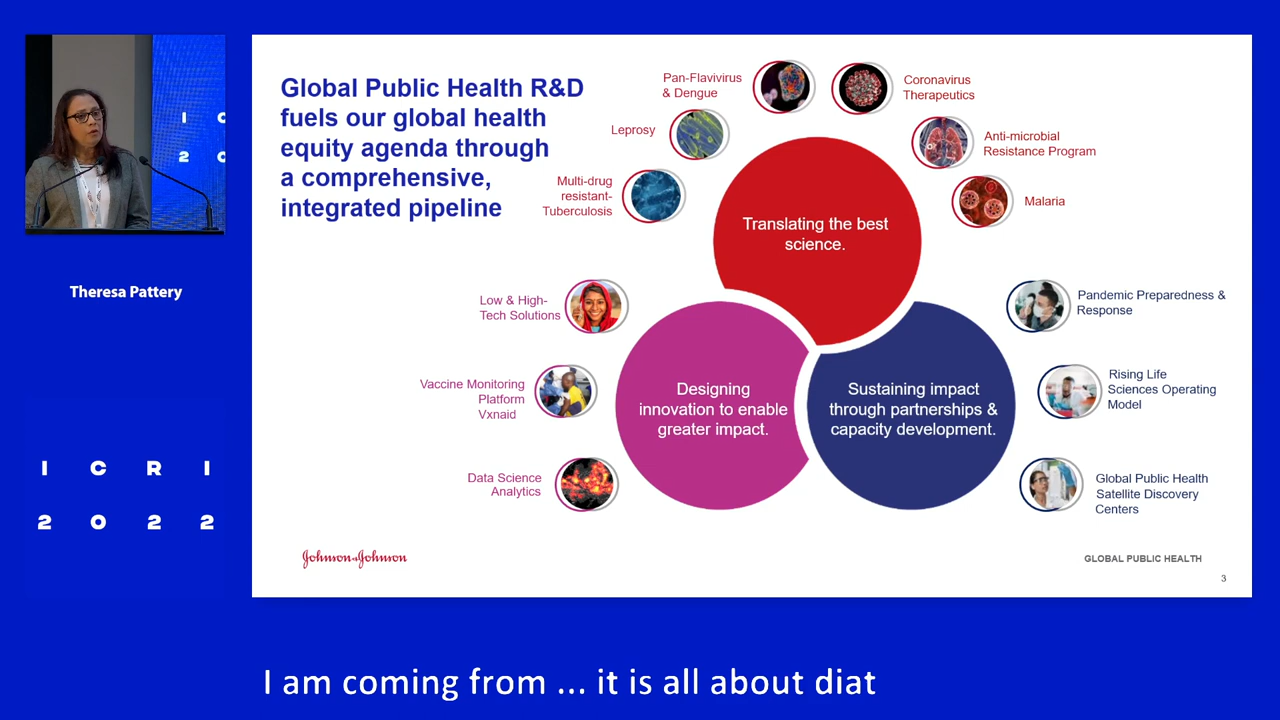 I C
2 0
Theresa Pattery
I C R I
2 0 2 2
Global Public Health R&D
fuels our global health
equity agenda through
a comprehensive,
integrated pipeline
Pan-Flavivirus
& Dengue
Leprosy
Multi-drug
resistant-
Tuberculosis
Coronavirus
Therapeutics
Anti-microbial
Resistance Program
Malaria
Translating the best
science.
Low & High-
Tech Solutions
Vaccine Monitoring
Platform
Vxnaid
Data Science
Analytics
Designing
innovation to enable
greater impact.
Sustaining impact
through partnerships &
capacity development.
Pandemic Preparedness &
Response
Rising Life
Sciences Operating
Model
Global Public Health
Satellite Discovery
Centers
Johnson & Johnson
GLOBAL PUBLIC HEALTH
3
I am coming from ... it is all about diat